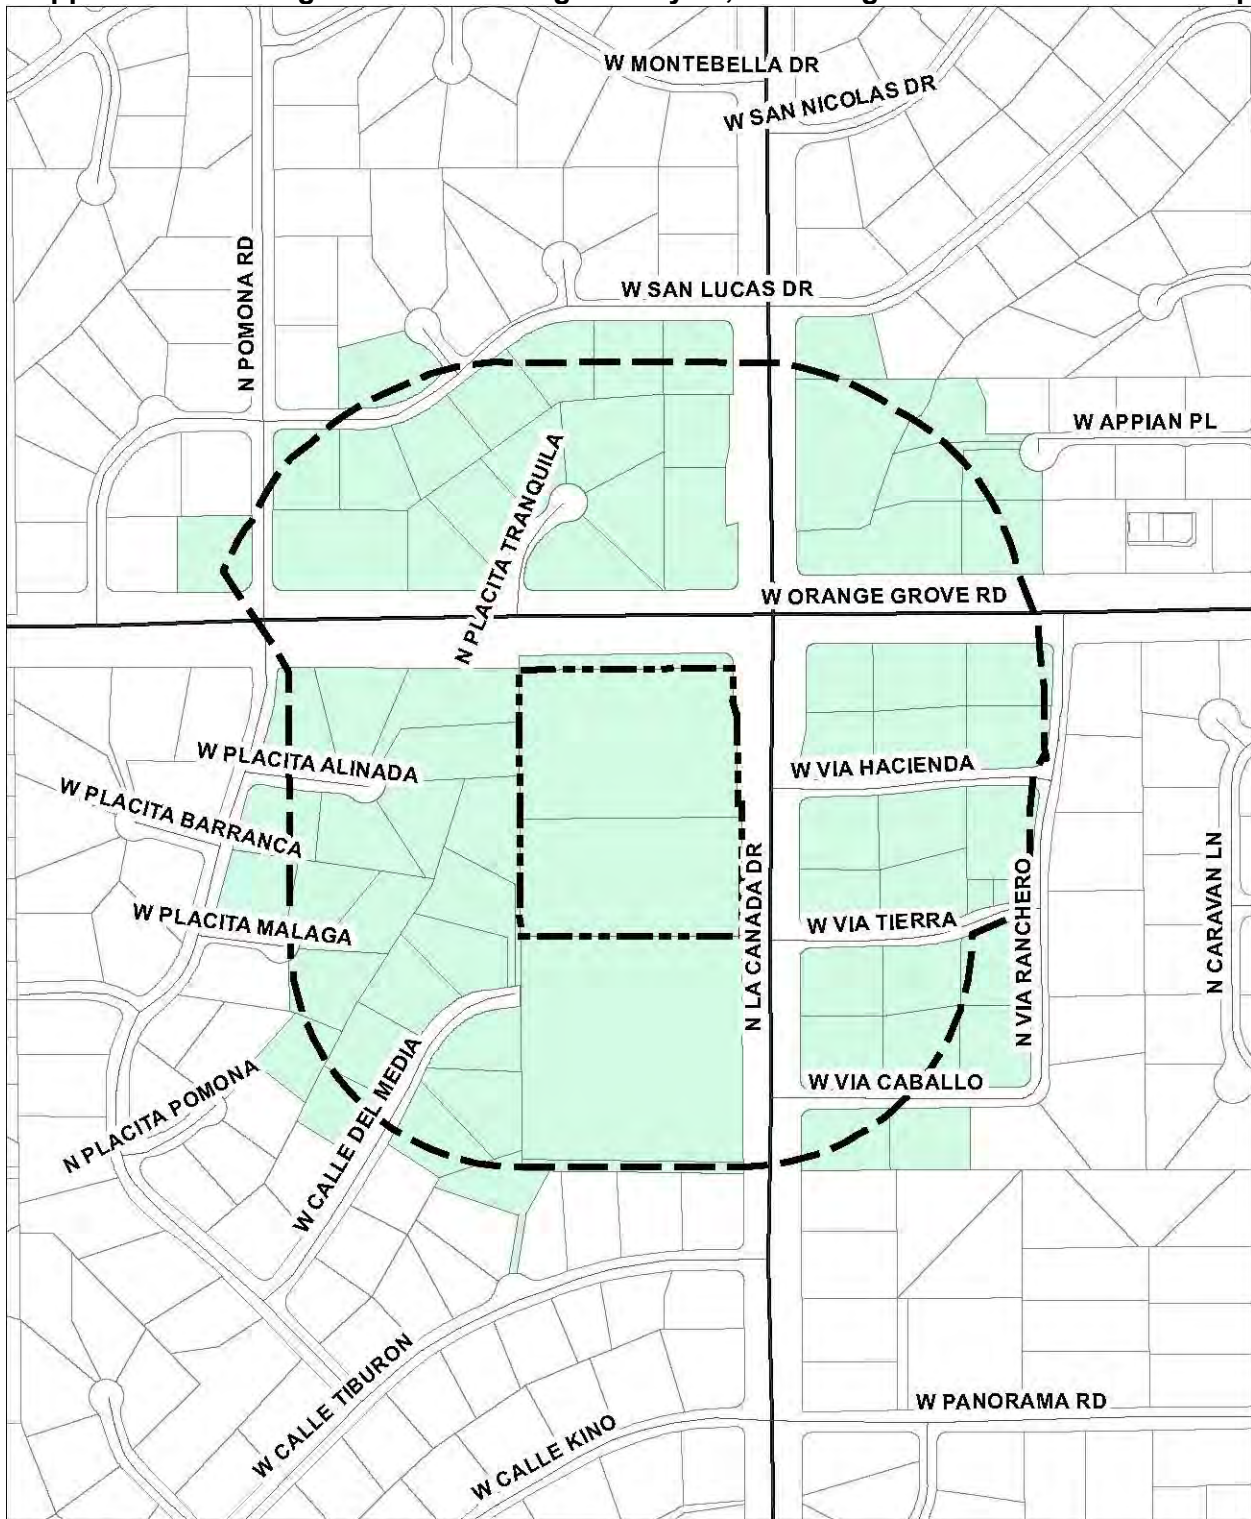 W MONTEBELLA DR
W SAN NICOLAS DR
N POMONA RD
W SAN LUCAS DR
W APPIAN PL
N PLACITA TRANQUILA
W ORANGE GROVE RD
W PLACITA ALINADA
W VIA HACIENDA
W PLACITA BARRANCA
N CARAVAN LN
N LA CANADA DR
N VIA RANCHERO
W PLACITA MALAGA
W VIA TIERRA
N PLACITA POMONA
W CALLE DEL MEDIA
W VIA CABALLO
W CALLE TIBURON
W PANORAMA RD
W CALLE KINO